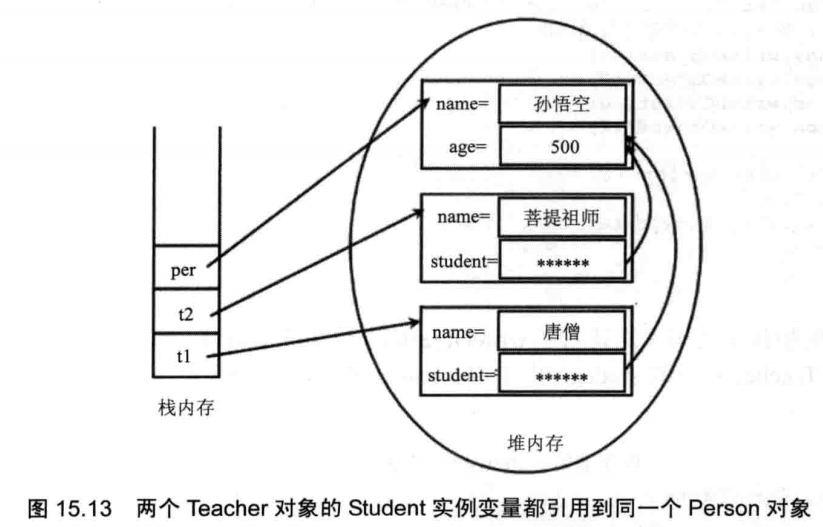 name= 孙悟空
age= 500
name= 菩提祖师
student= ******
name= 唐僧
student= ******
per
t2
t1
栈内存
堆内存
图 15.13 两个 Teacher 对象的 Student 实例变量都引用到同一个 Person 对象